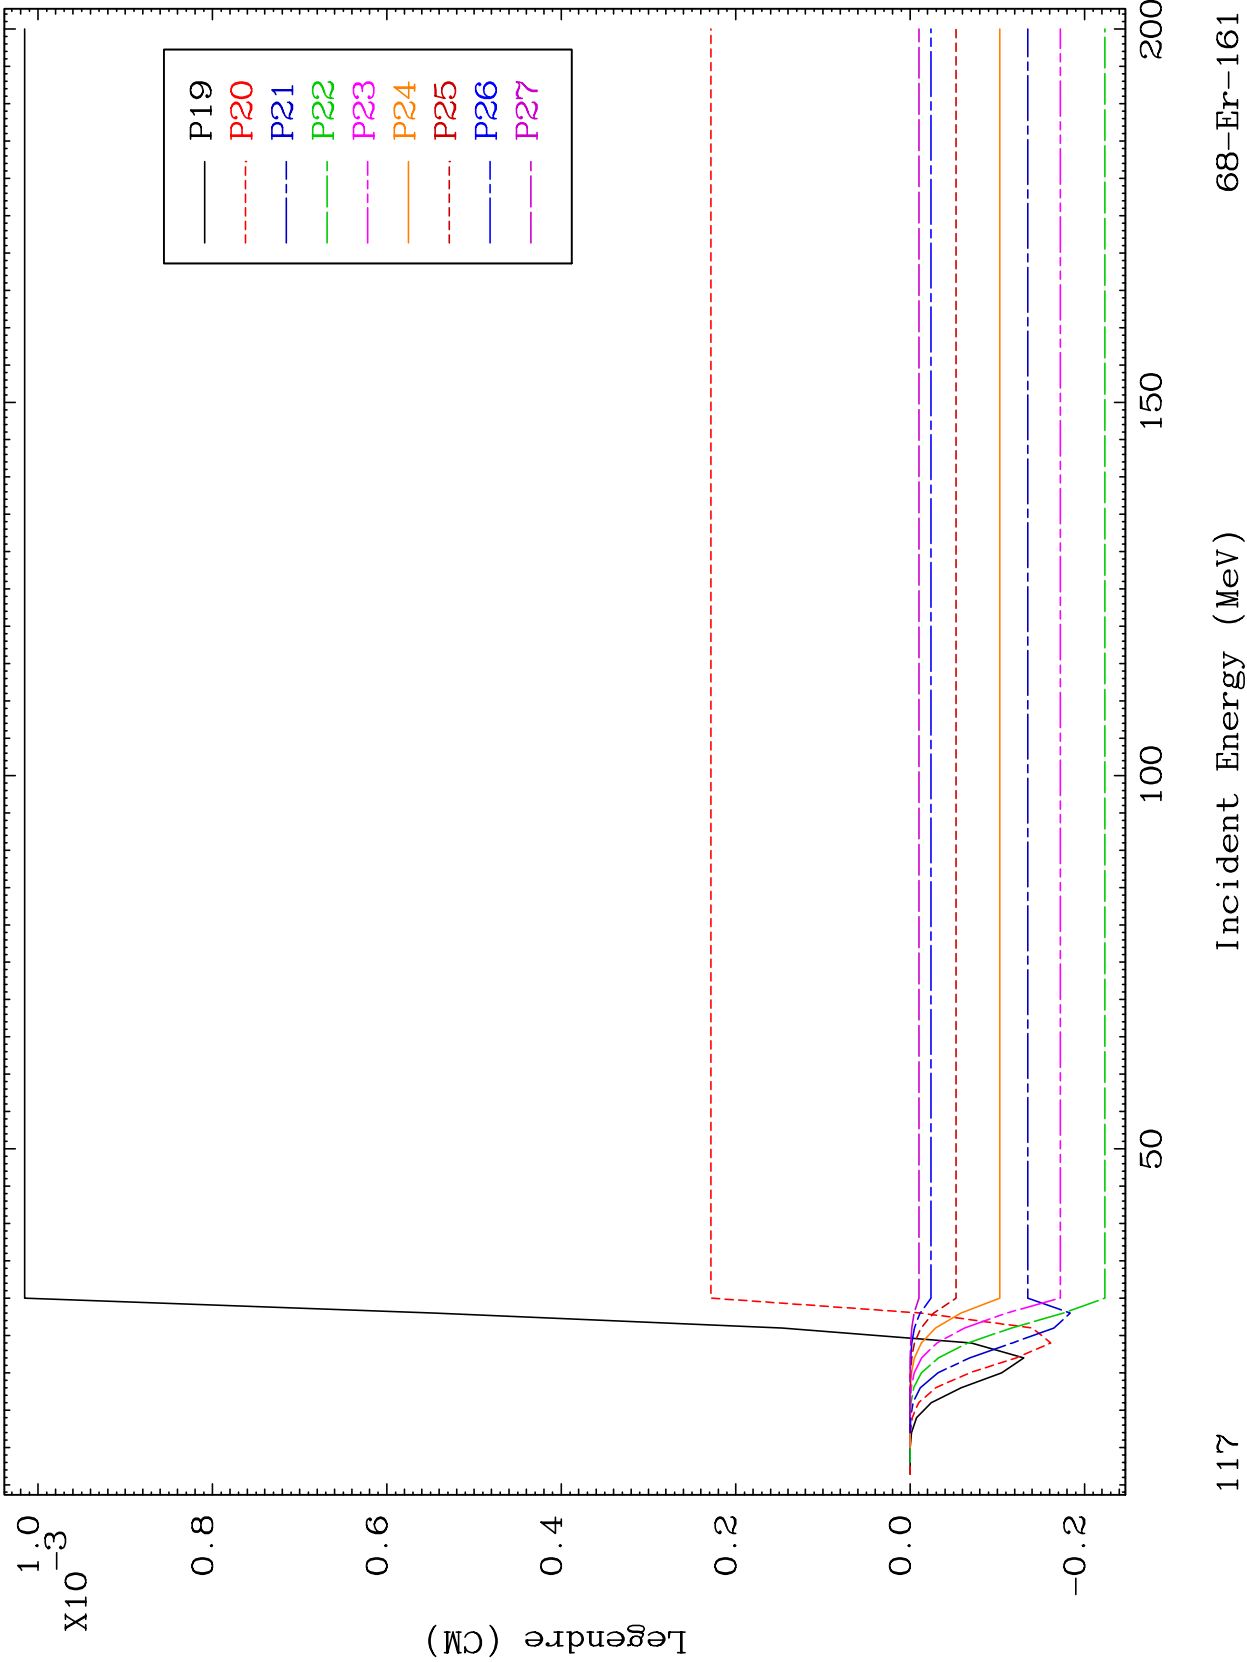 1.0
X10-3
0.8
0.6
0.4
0.2
0.0
-0.2
Legendre (CM)
P19
P20
P21
P22
P23
P24
P25
P26
P27
50
100
150
200
117
Incident Energy (MeV)
68-Er-161